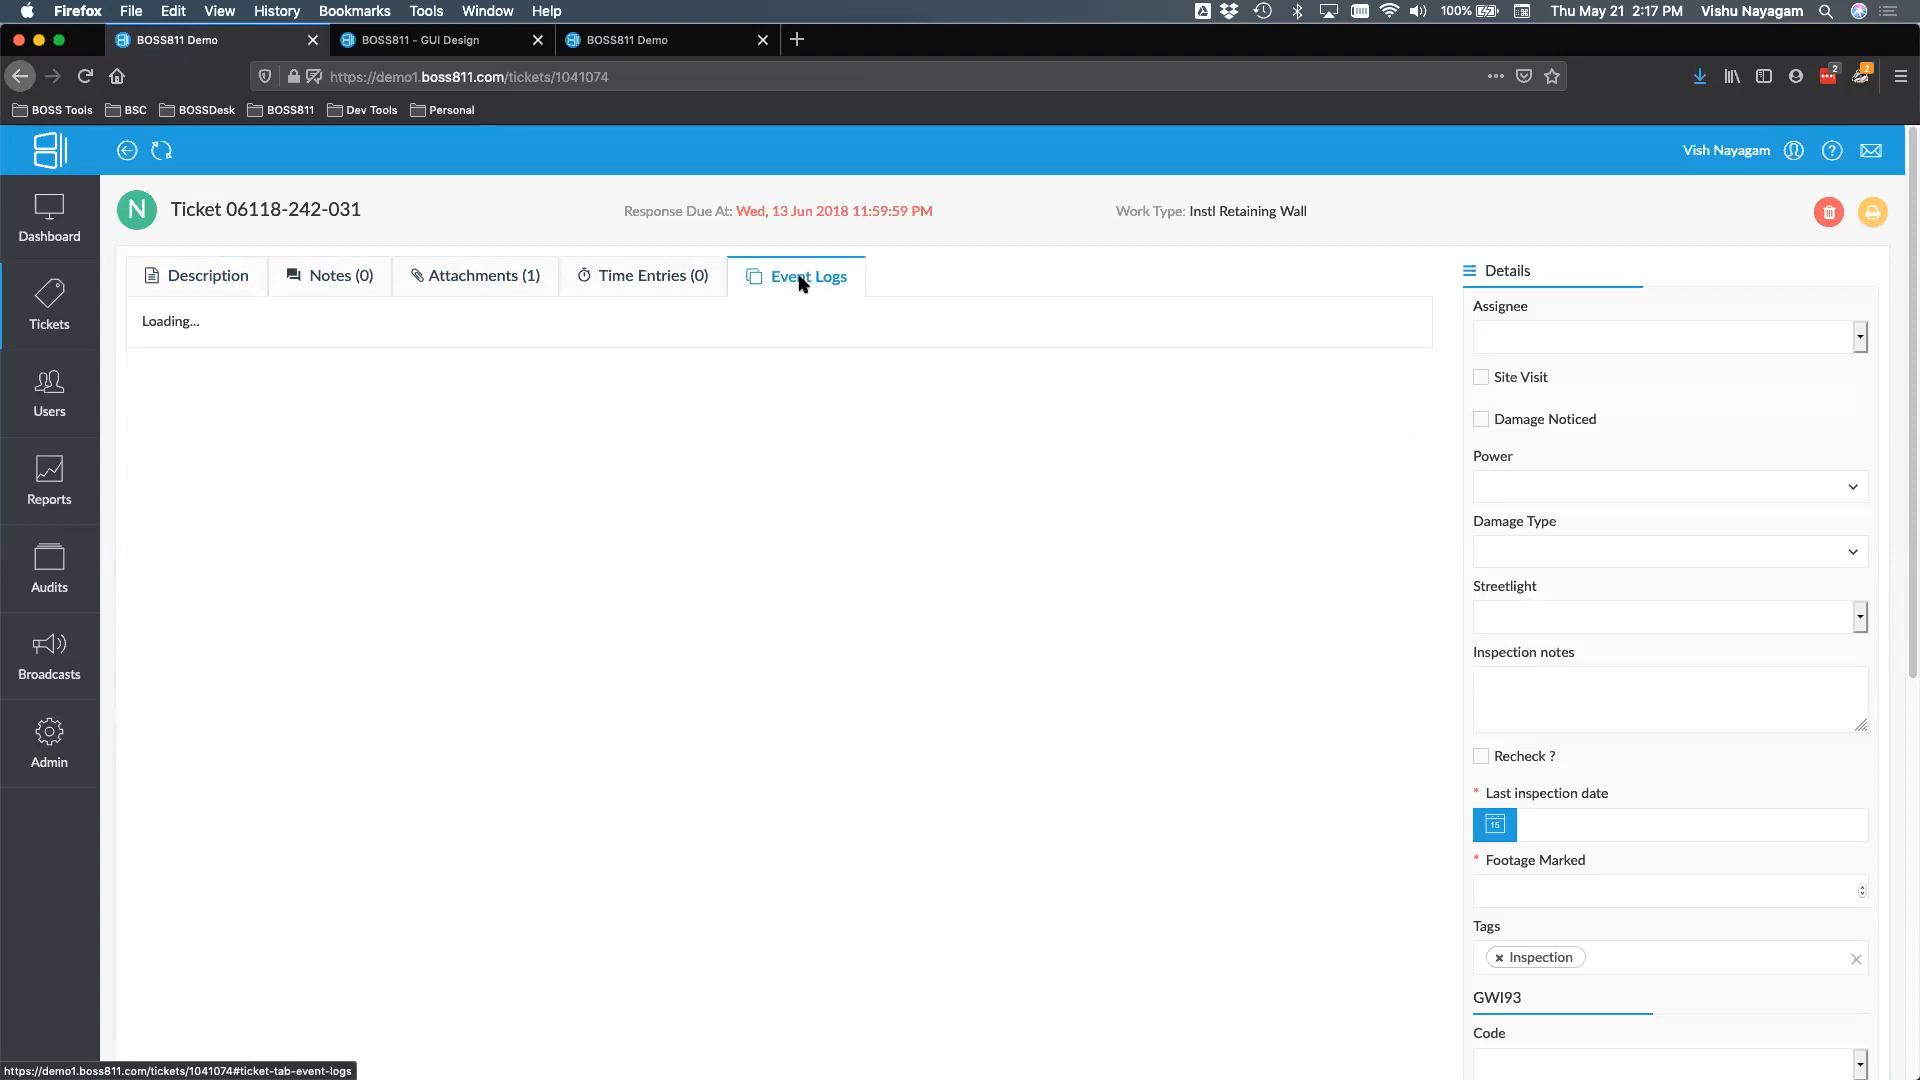 Firefox File Edit View History Bookmarks Tools Window Help
100% Thu May 21 2:17 PM Vishu Nayagam
BOSS811 Demo
BOSS811 - GUI Design
BOSS811 Demo
https://demo1.boss811.com/tickets/1041074
2
2
BOSS Tools BSC BOSSDesk BOSS811 Dev Tools Personal
Vish Nayagam
N Ticket 06118-242-031
Response Due At: Wed, 13 Jun 2018 11:59:59 PM
Work Type: Instl Retaining Wall
Dashboard
Tickets
Users
Reports
Audits
Broadcasts
Admin
Description
Notes (0)
Attachments (1)
Time Entries (0)
Event Logs
Loading...
Details
Assignee
Site Visit
Damage Noticed
Power
Damage Type
Streetlight
Inspection notes
Recheck ?
* Last inspection date
15
* Footage Marked
Tags
× Inspection
GWI93
Code
https://demo1.boss811.com/tickets/1041074#ticket-tab-event-logs